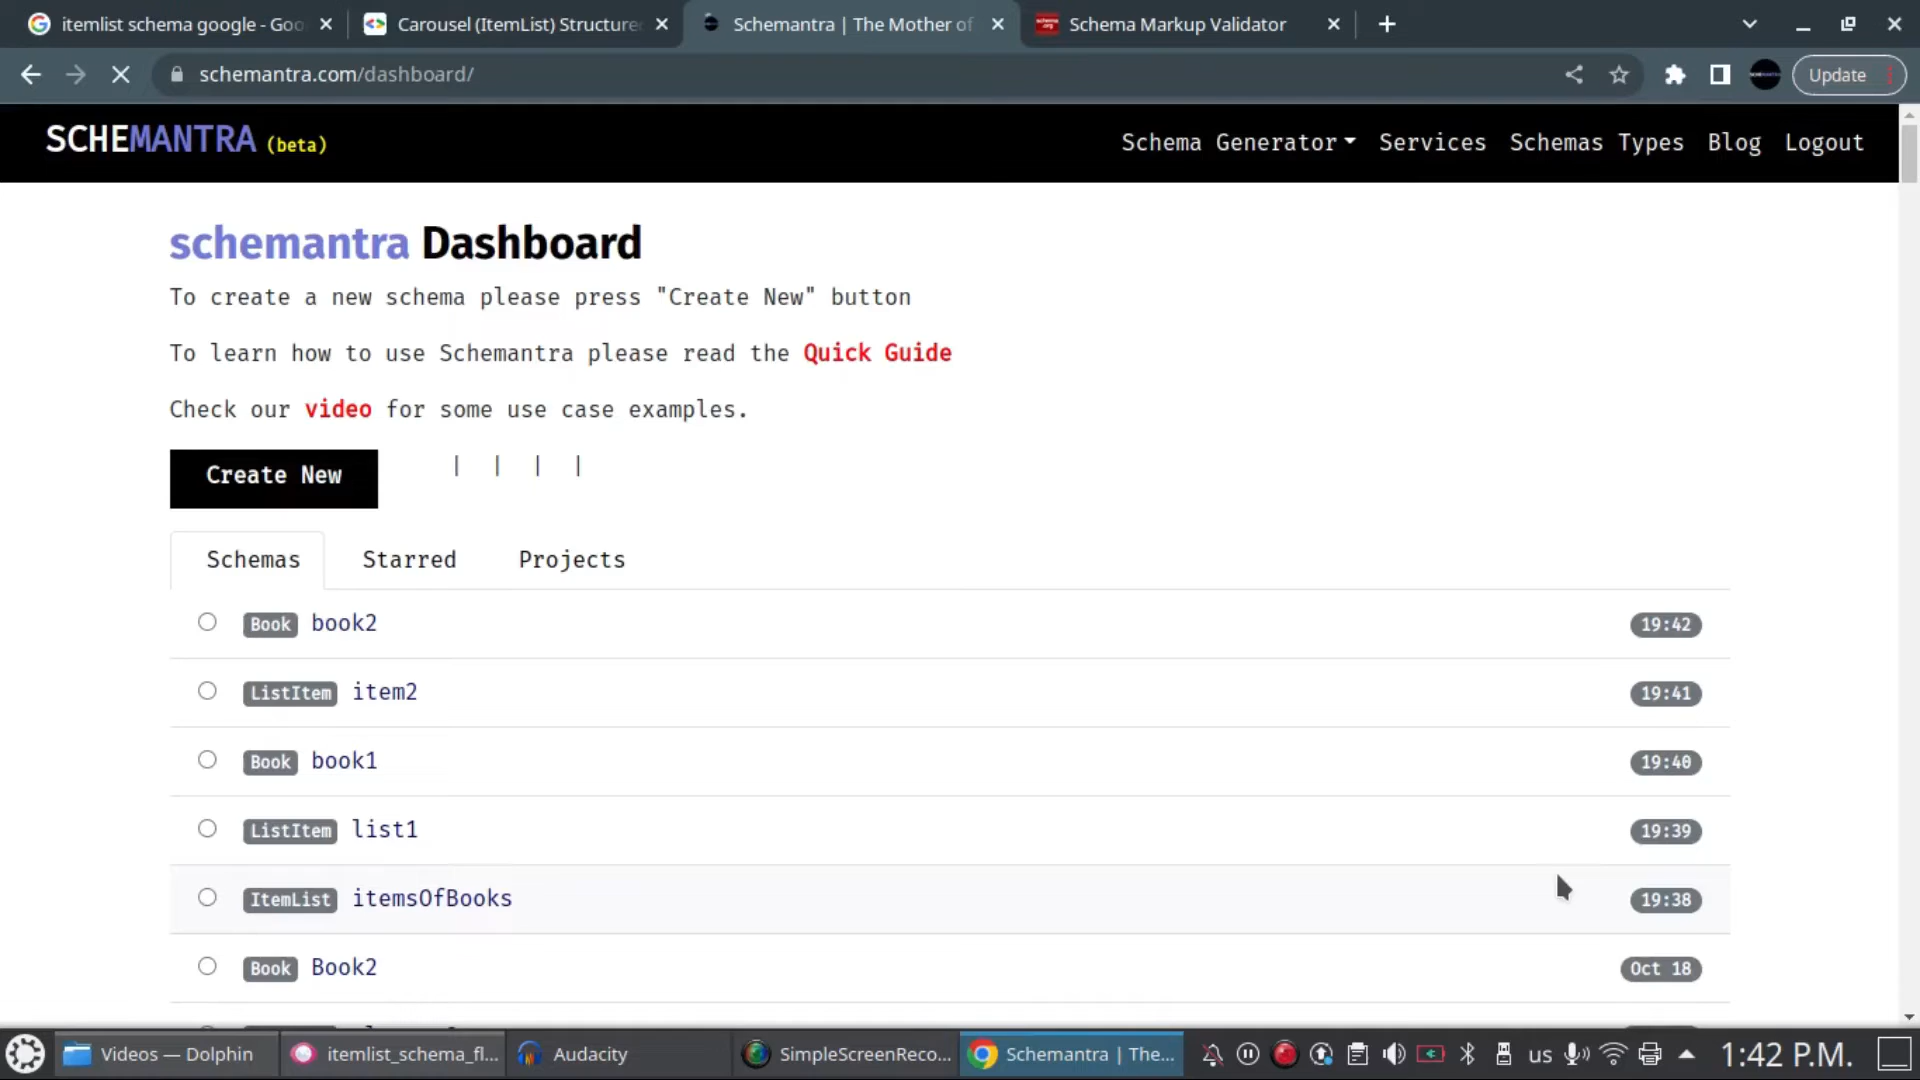 itemlist schema google - Goo
Carousel (ItemList) Structure
Schemantra | The Mother of
Schema Markup Validator
schemantra.com/dashboard/
Update
SCHEMANTRA (beta)
Schema Generator
Services
Schemas Types
Blog
Logout
schemantra Dashboard
To create a new schema please press "Create New" button
To learn how to use Schemantra please read the Quick Guide
Check our video for some use case examples.
Create New
| | | |
Schemas
Starred
Projects
Book book2 19:42
ListItem item2 19:41
Book book1 19:40
ListItem list1 19:39
ItemList itemsOfBooks 19:38
Book Book2 Oct 18
Videos — Dolphin
itemlist_schema_fl...
Audacity
SimpleScreenReco...
Schemantra | The...
us
1:42 P.M.